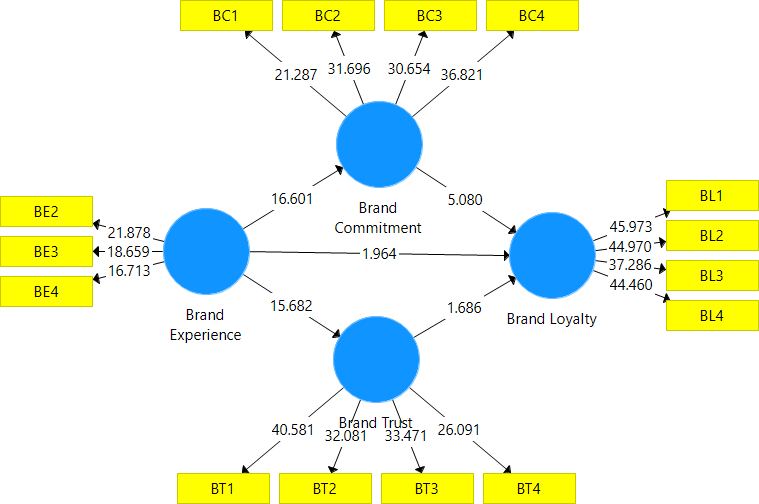 BC1
BC2
BC3
BC4
21.287
31.696
30.654
36.821
Brand
Commitment
BE2
BE3
BE4
21.878
18.659
16.713
16.601
5.080
BL1
BL2
BL3
BL4
45.973
44.970
37.286
44.460
1.964
Brand
Experience
15.682
1.686
Brand Loyalty
Brand Trust
40.581
32.081
33.471
26.091
BT1
BT2
BT3
BT4